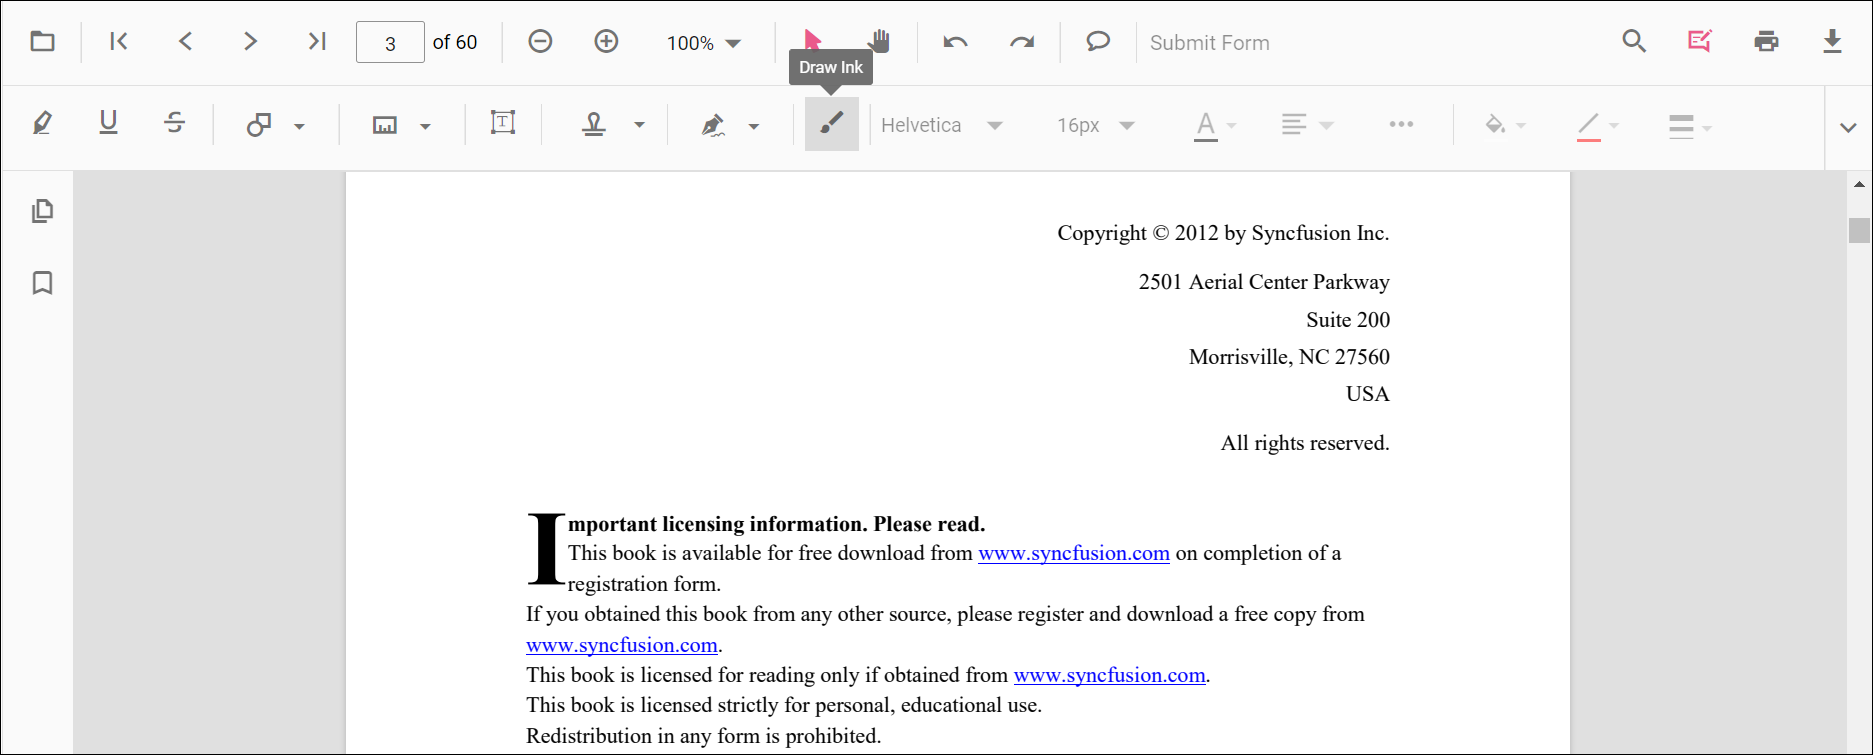 3 of 60 100% Submit Form
Draw Ink
Helvetica 16px
Copyright © 2012 by Syncfusion Inc.
2501 Aerial Center Parkway
Suite 200
Morrisville, NC 27560
USA
All rights reserved.
Important licensing information. Please read.
This book is available for free download from www.syncfusion.com on completion of a
registration form.
If you obtained this book from any other source, please register and download a free copy from
www.syncfusion.com.
This book is licensed for reading only if obtained from www.syncfusion.com.
This book is licensed strictly for personal, educational use.
Redistribution in any form is prohibited.